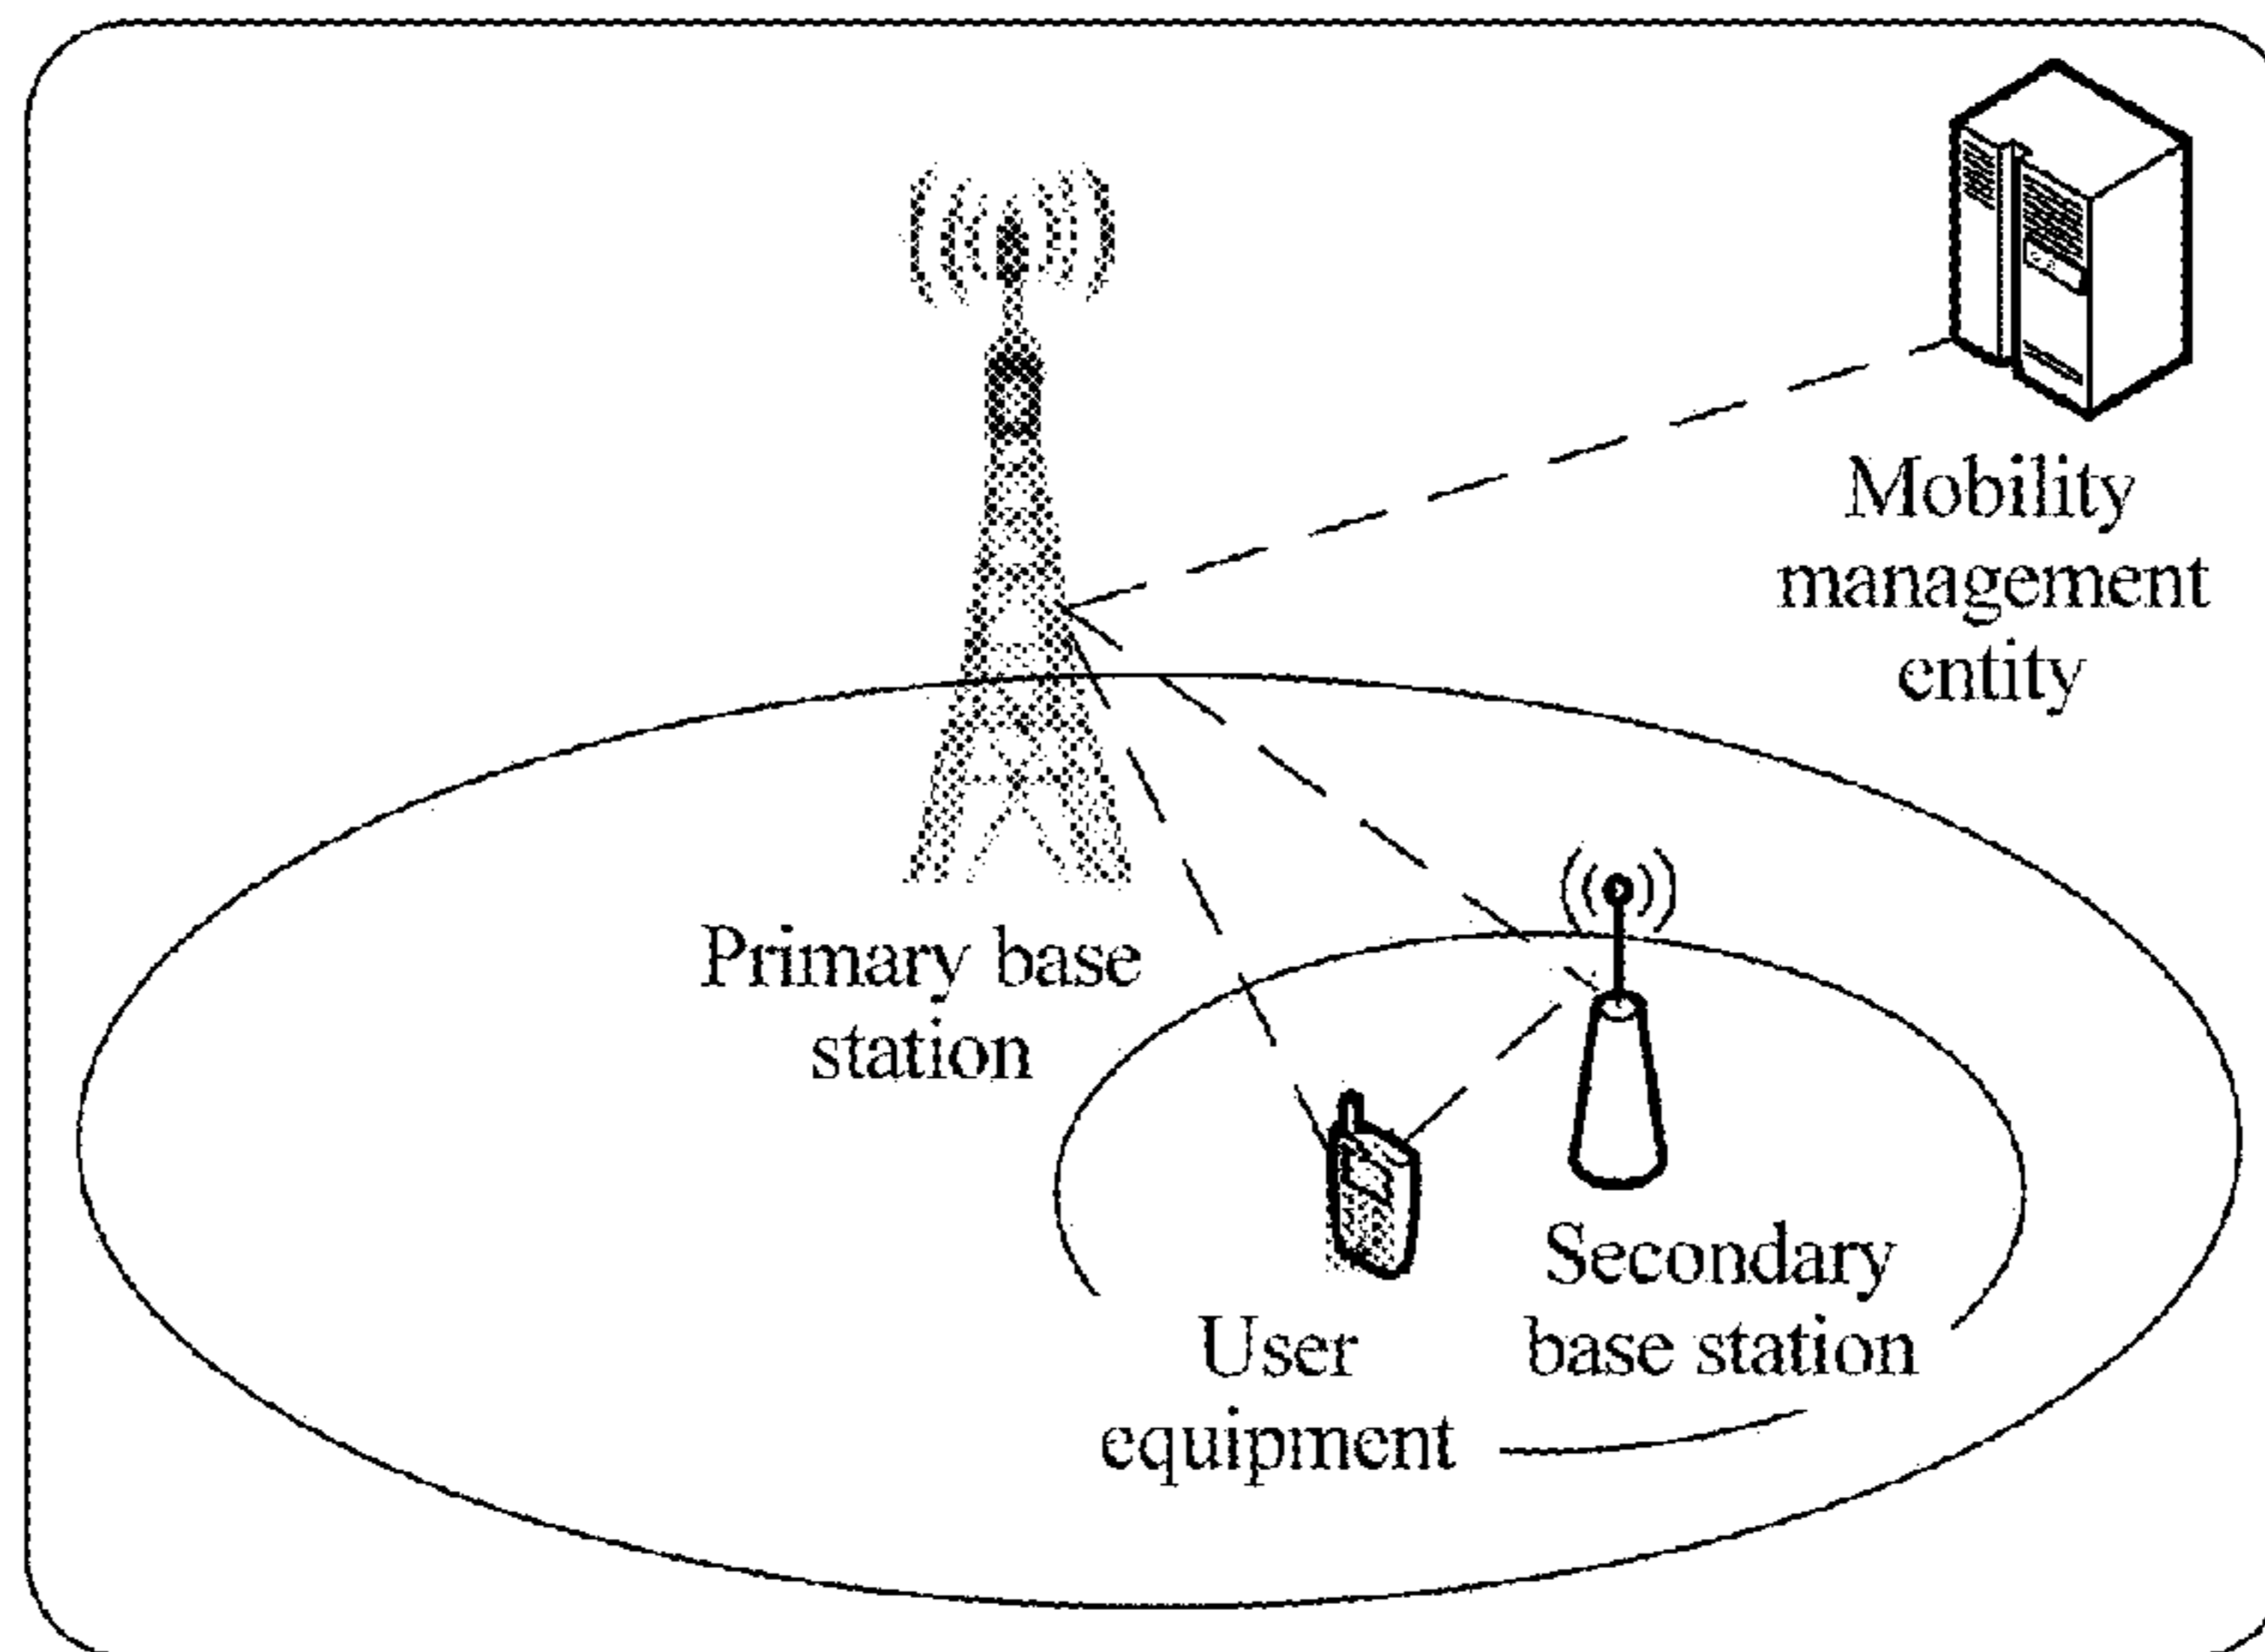 Mobility
management
entity
Primary base
station
Secondary
base station
User
equipment